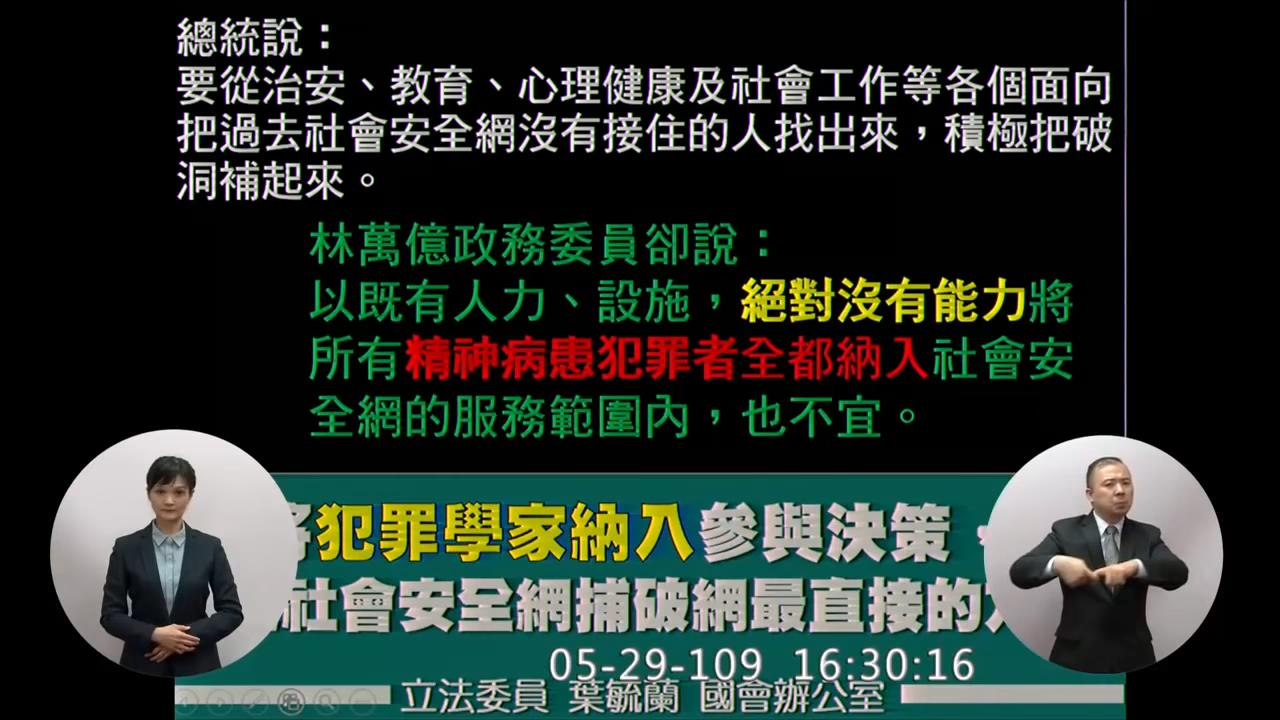 總統說：
要從治安、教育、心理健康及社會工作等各個面向
把過去社會安全網沒有接住的人找出來，積極把破
洞補起來。
林萬億政務委員卻說：
以既有人力、設施，絕對沒有能力將
所有精神病患犯罪者全都納入社會安
全網的服務範圍內，也不宜。
將犯罪學家納入參與決策，
社會安全網捕破網最直接的方
05-29-109 16:30:16
立法委員 葉毓蘭 國會辦公室